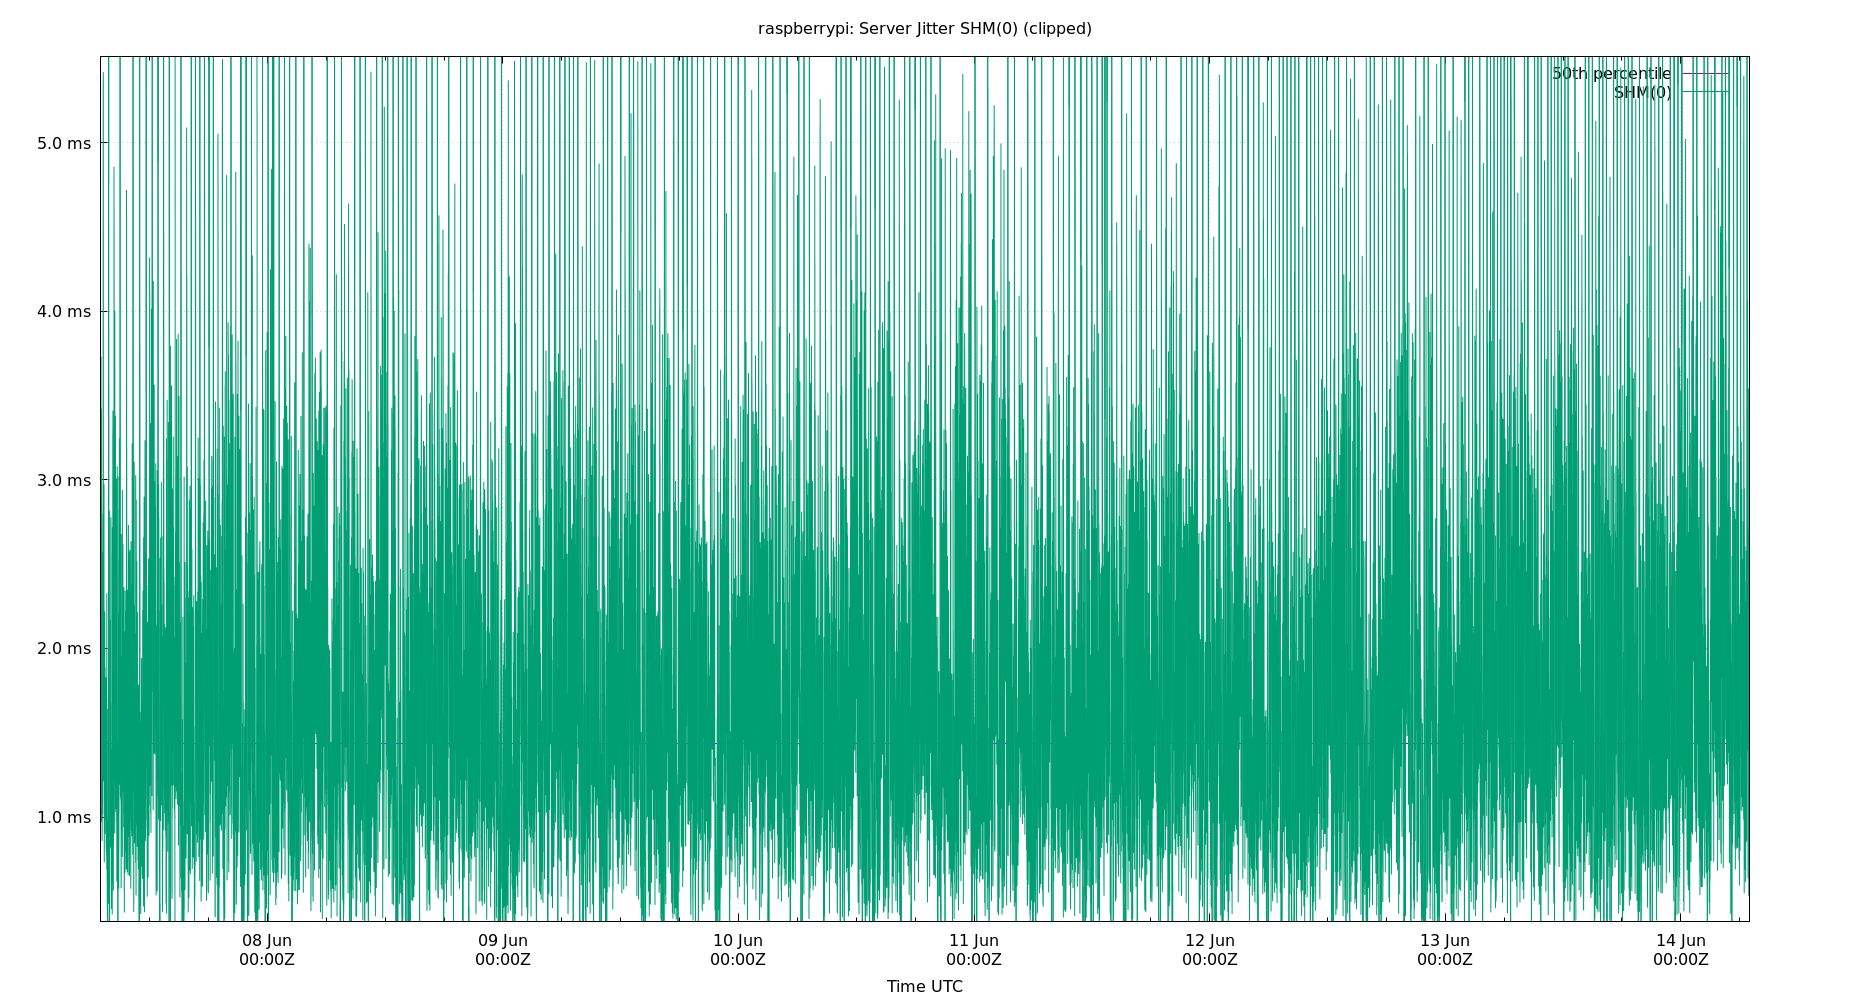 raspberrypi: Server Jitter SHM(0) (clipped)
50th percentile
SHM(0)
5.0 ms
4.0 ms
3.0 ms
2.0 ms
1.0 ms
08 Jun 09 Jun 10 Jun 11 Jun 12 Jun 13 Jun 14 Jun
00:00Z 00:00Z 00:00Z 00:00Z 00:00Z 00:00Z 00:00Z
Time UTC